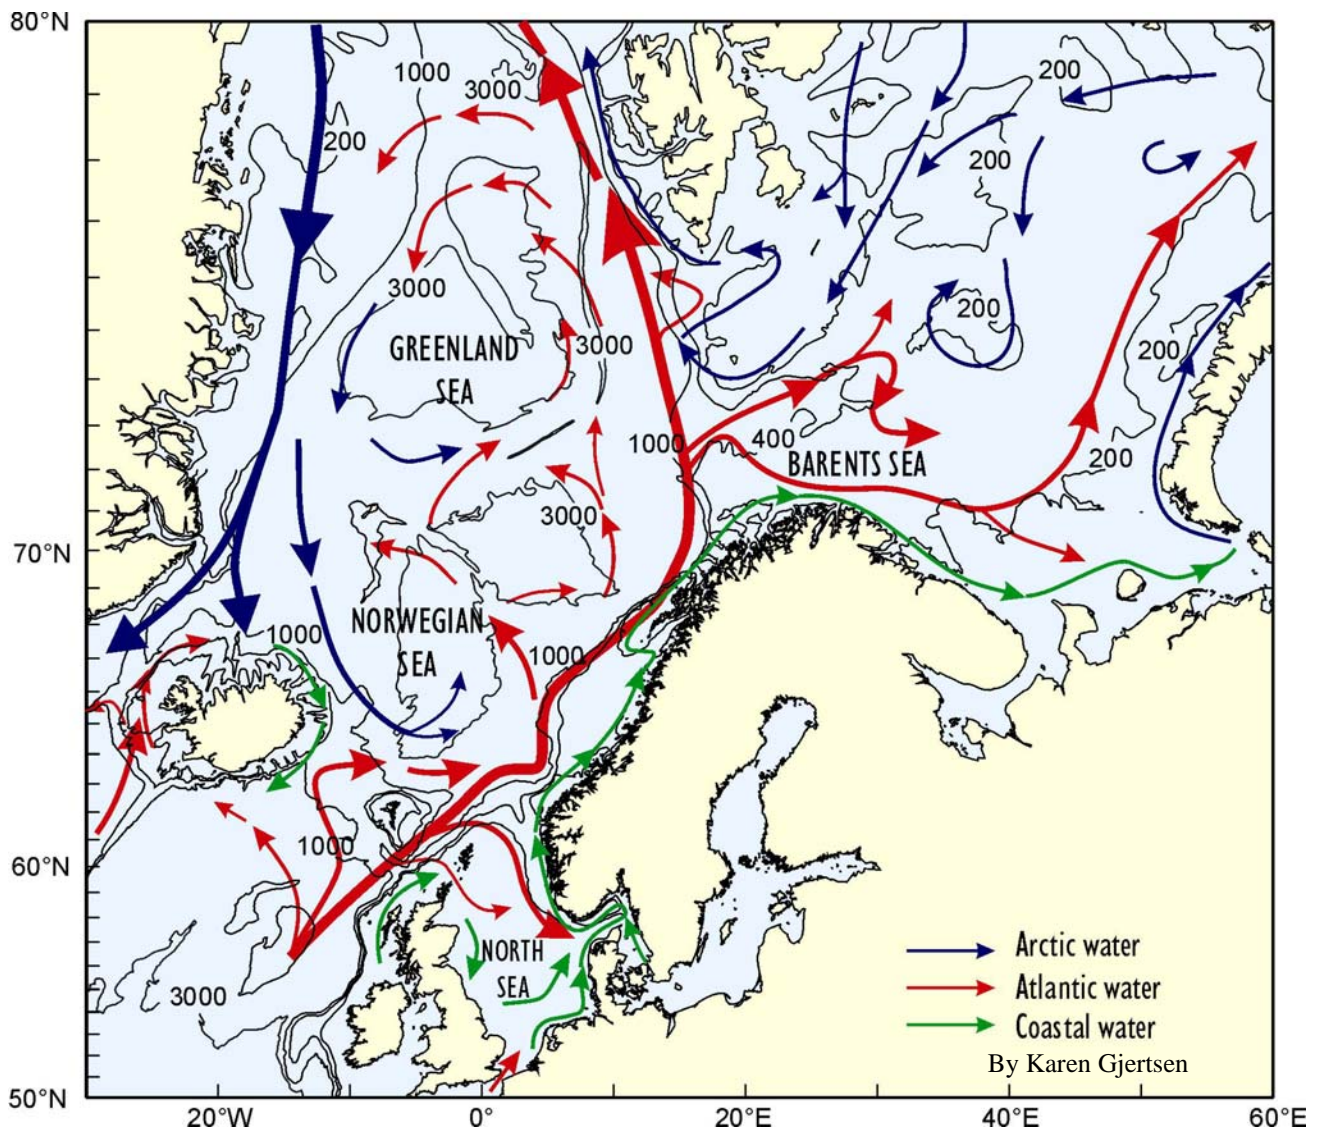 80°N
1000
3000
200
200
200
3000
200
GREENLAND
SEA
3000
200
1000
400
BARENTS SEA
200
3000
70°N
NORWEGIAN
SEA
1000
1000
1000
60°N
NORTH
SEA
3000
Arctic water
Atlantic water
Coastal water
By Karen Gjertsen
50°N
20°W
0°
20°E
40°E
60°E